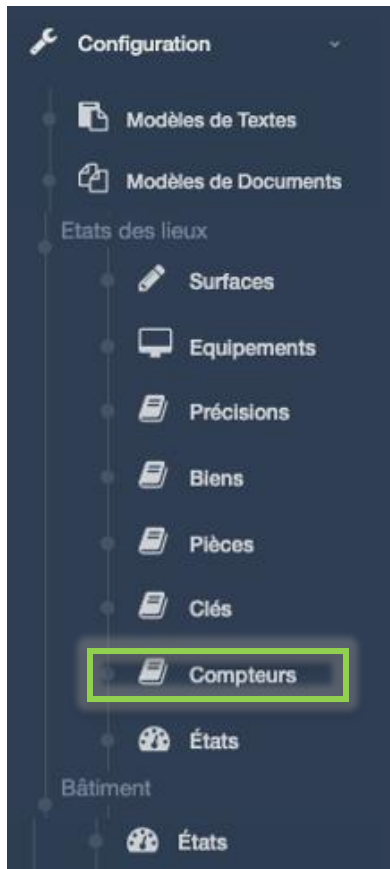 Configuration
Modèles de Textes
Modèles de Documents
Etats des lieux
Surfaces
Equipements
Précisions
Biens
Pièces
Clés
Compteurs
États
Bâtiment
États